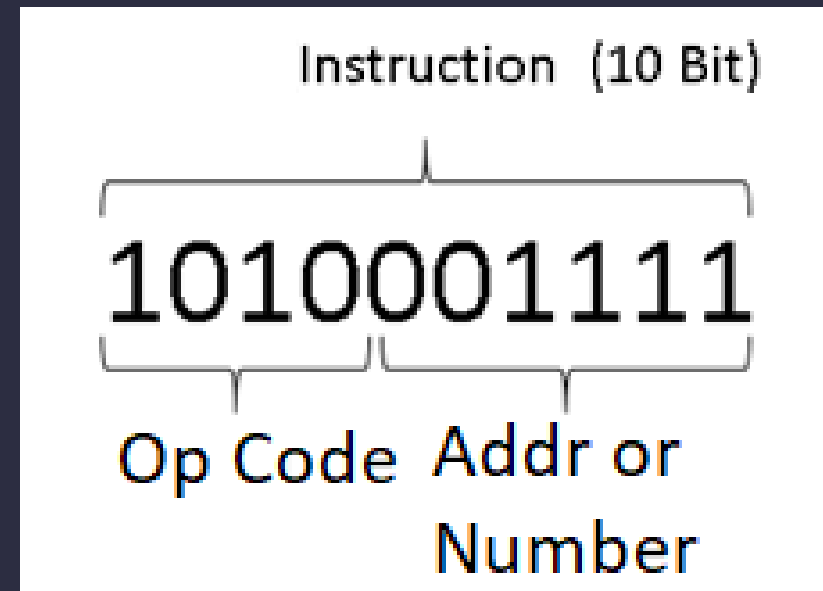 Instruction (10 Bit)
1010001111
Op Code
Addr or
Number